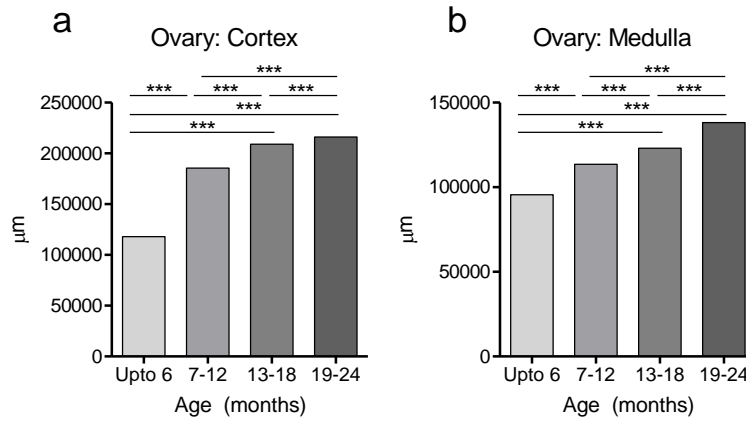 a
Ovary: Cortex
***
*** *** ***
***
***
250000
200000
150000
100000
50000
0
μm
Upto 6 7-12 13-18 19-24
Age (months)
b
Ovary: Medulla
***
*** *** ***
***
***
150000
100000
50000
0
μm
Upto 6 7-12 13-18 19-24
Age (months)